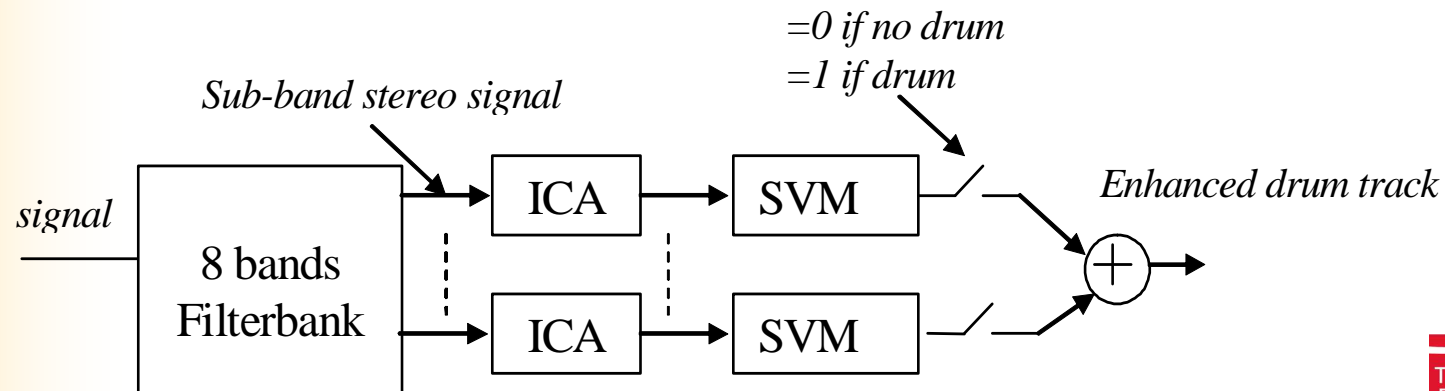 =0 if no drum
=1 if drum
Sub-band stereo signal
signal
8 bands
Filterbank
ICA
SVM
Enhanced drum track
+
ICA
SVM
T